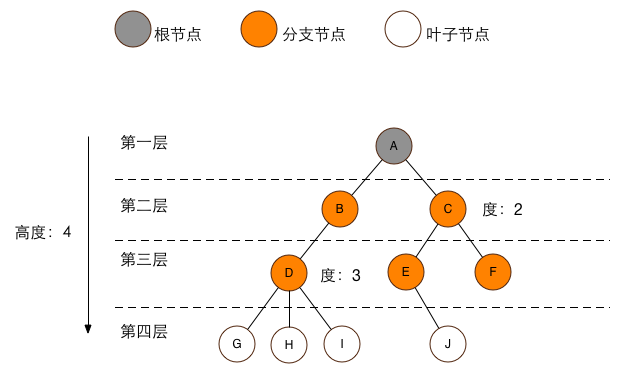 根节点 分支节点 叶子节点
第一层 A
第二层 B C 度：2
高度：4
第三层 D 度：3 E F
第四层 G H I J